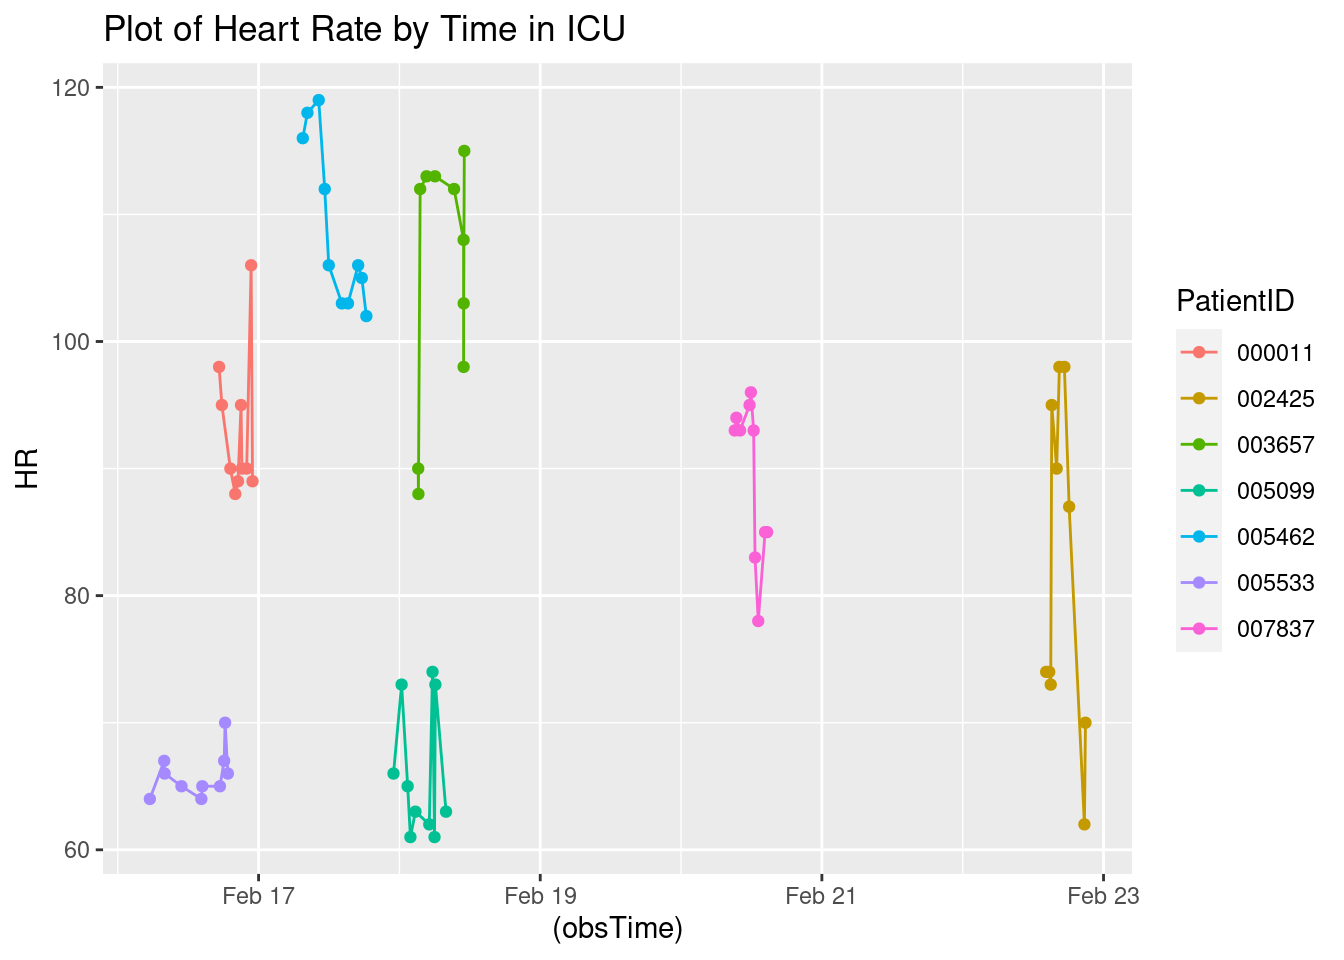 Plot of Heart Rate by Time in ICU
120
100
80
60
HR
Feb 17
Feb 19
Feb 21
Feb 23
(obsTime)
PatientID
000011
002425
003657
005099
005462
005533
007837